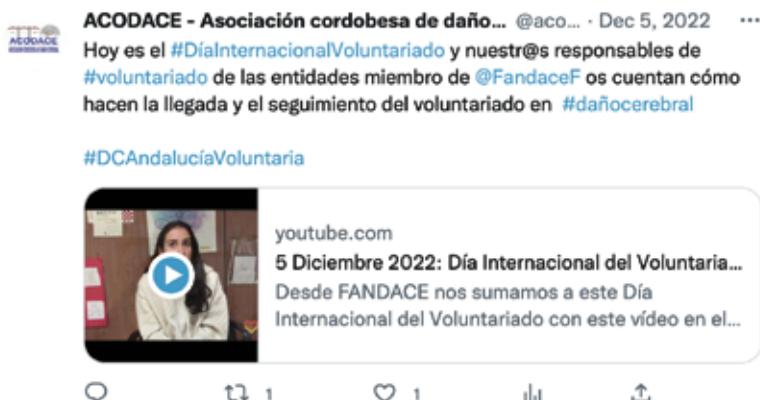 ACODACE
ACODACE - Asociación cordobesa de daño... @aco... · Dec 5, 2022 ...
Hoy es el #DíaInternacionalVoluntariado y nuestr@s responsables de
#voluntariado de las entidades miembro de @FandaceF os cuentan cómo
hacen la llegada y el seguimiento del voluntariado en #dañocerebral
#DCAndalucíaVoluntaria
youtube.com
5 Diciembre 2022: Día Internacional del Voluntaria...
Desde FANDACE nos sumamos a este Día
Internacional del Voluntariado con este vídeo en el...
1 1